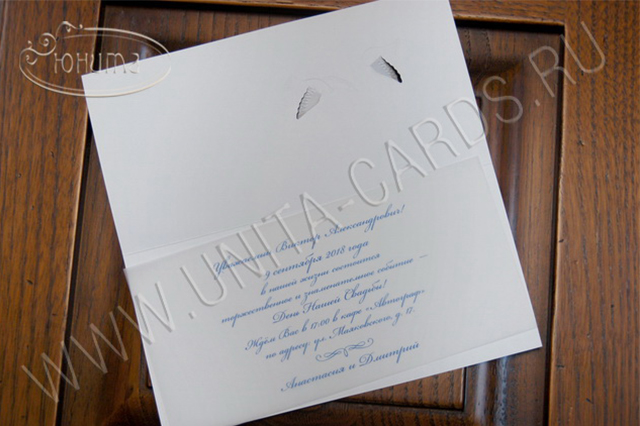 Юнита
Уважаемый Виктор Александрович!
9 сентября 2018 года
в нашей жизни состоится
торжественное и знаменательное событие —
День Нашей Свадьбы!
Ждём Вас в 17:00 в кафе «Автоград»
по адресу: ул. Маяковского, д. 17.
Анастасия и Дмитрий
WWW.UNITA-CARDS.RU